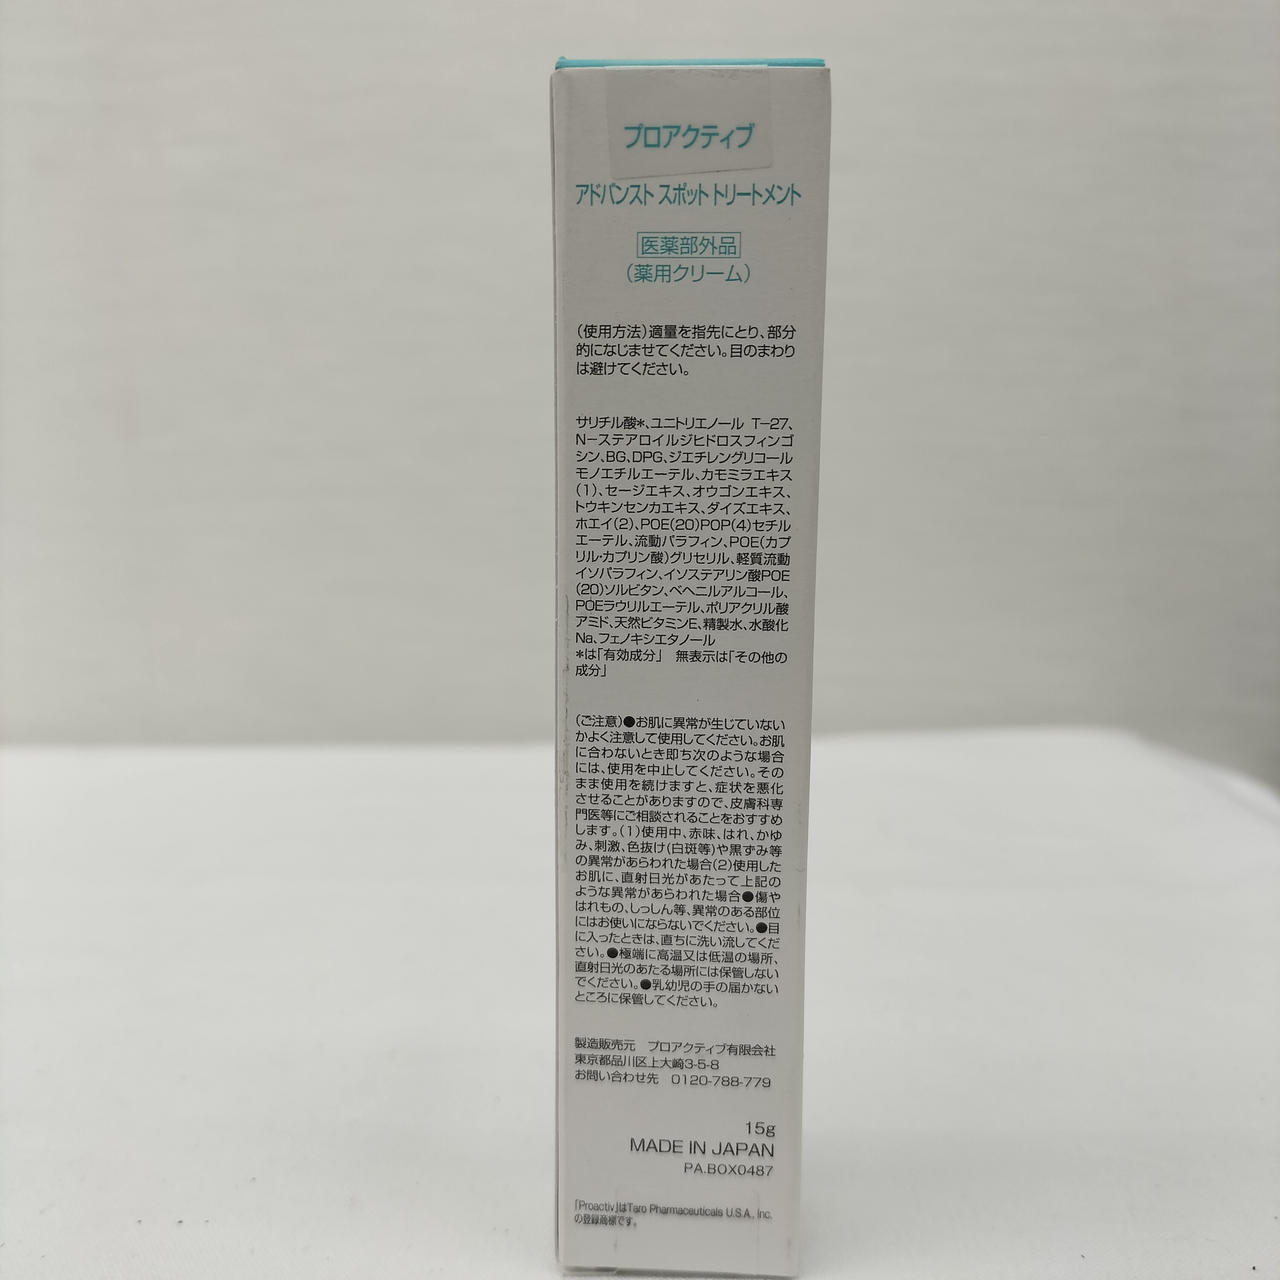 プロアクティブ
アドバンスト スポット トリートメント
医薬部外品
（薬用クリーム）
（使用方法）適量を指先にとり、部分
的になじませてください。目のまわり
は避けてください。
サリチル酸*、ユニトリエノール T−27、
N−ステアロイルジヒドロスフィンゴ
シン、BG、DPG、ジエチレングリコール
モノエチルエーテル、カモミラエキス
(1)、セージエキス、オウゴンエキス、
トウキンセンカエキス、ダイズエキス、
ホエイ(2)、POE(20)POP(4)セチル
エーテル、流動パラフィン、POE(カプ
リル・カプリン酸)グリセリル、軽質流動
イソパラフィン、イソステアリン酸POE
(20)ソルビタン、ベヘニルアルコール、
POEラウリルエーテル、ポリアクリル酸
アミド、天然ビタミンE、精製水、水酸化
Na、フェノキシエタノール
*は「有効成分」　無表示は「その他の
成分」
（ご注意）●お肌に異常が生じていない
かよく注意して使用してください。お肌
に合わないとき即ち次のような場合
には、使用を中止してください。その
まま使用を続けますと、症状を悪化
させることがありますので、皮膚科専
門医等にご相談されることをおすすめ
します。(1)使用中、赤味、はれ、かゆ
み、刺激、色抜け(白斑等)や黒ずみ等
の異常があらわれた場合(2)使用した
お肌に、直射日光があたって上記の
ような異常があらわれた場合●傷や
はれもの、しっしん等、異常のある部位
にはお使いにならないでください。●目
に入ったときは、直ちに洗い流してくだ
さい。●極端に高温又は低温の場所、
直射日光のあたる場所には保管しない
でください。●乳幼児の手の届かない
ところに保管してください。
製造販売元　プロアクティブ有限会社
東京都品川区上大崎3-5-8
お問い合わせ先　0120-788-779
15g
MADE IN JAPAN
PA.BOX0487
「Proactiv」はTaro Pharmaceuticals U.S.A., Inc.
の登録商標です。